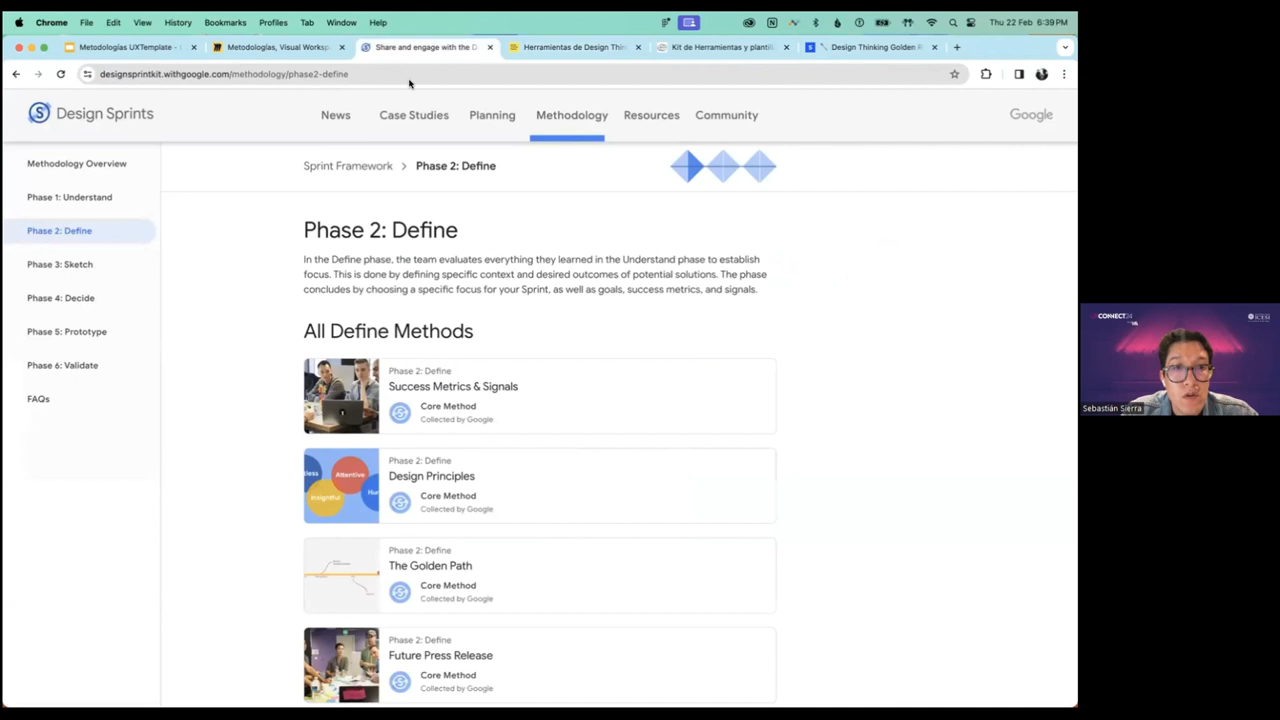 Chrome File Edit View History Bookmarks Profiles Tab Window Help Thu 22 Feb 6:39 PM
Metodologías UXTemplate - Metodologías, Visual Worksp Share and engage with the D Herramientas de Design Thin Kit de Herramientas y plantil Design Thinking Golden R
designsprintkit.withgoogle.com/methodology/phase2-define
Design Sprints
News Case Studies Planning Methodology Resources Community
Google
Methodology Overview
Phase 1: Understand
Phase 2: Define
Phase 3: Sketch
Phase 4: Decide
Phase 5: Prototype
Phase 6: Validate
FAQs
Sprint Framework > Phase 2: Define
Phase 2: Define
In the Define phase, the team evaluates everything they learned in the Understand phase to establish
focus. This is done by defining specific context and desired outcomes of potential solutions. The phase
concludes by choosing a specific focus for your Sprint, as well as goals, success metrics, and signals.
All Define Methods
Phase 2: Define
Success Metrics & Signals
Core Method
Collected by Google
Attentive
Insightful
Phase 2: Define
Design Principles
Core Method
Collected by Google
Phase 2: Define
The Golden Path
Core Method
Collected by Google
Phase 2: Define
Future Press Release
Core Method
Collected by Google
CONNECT24
ICESI
Sebastián Sierra